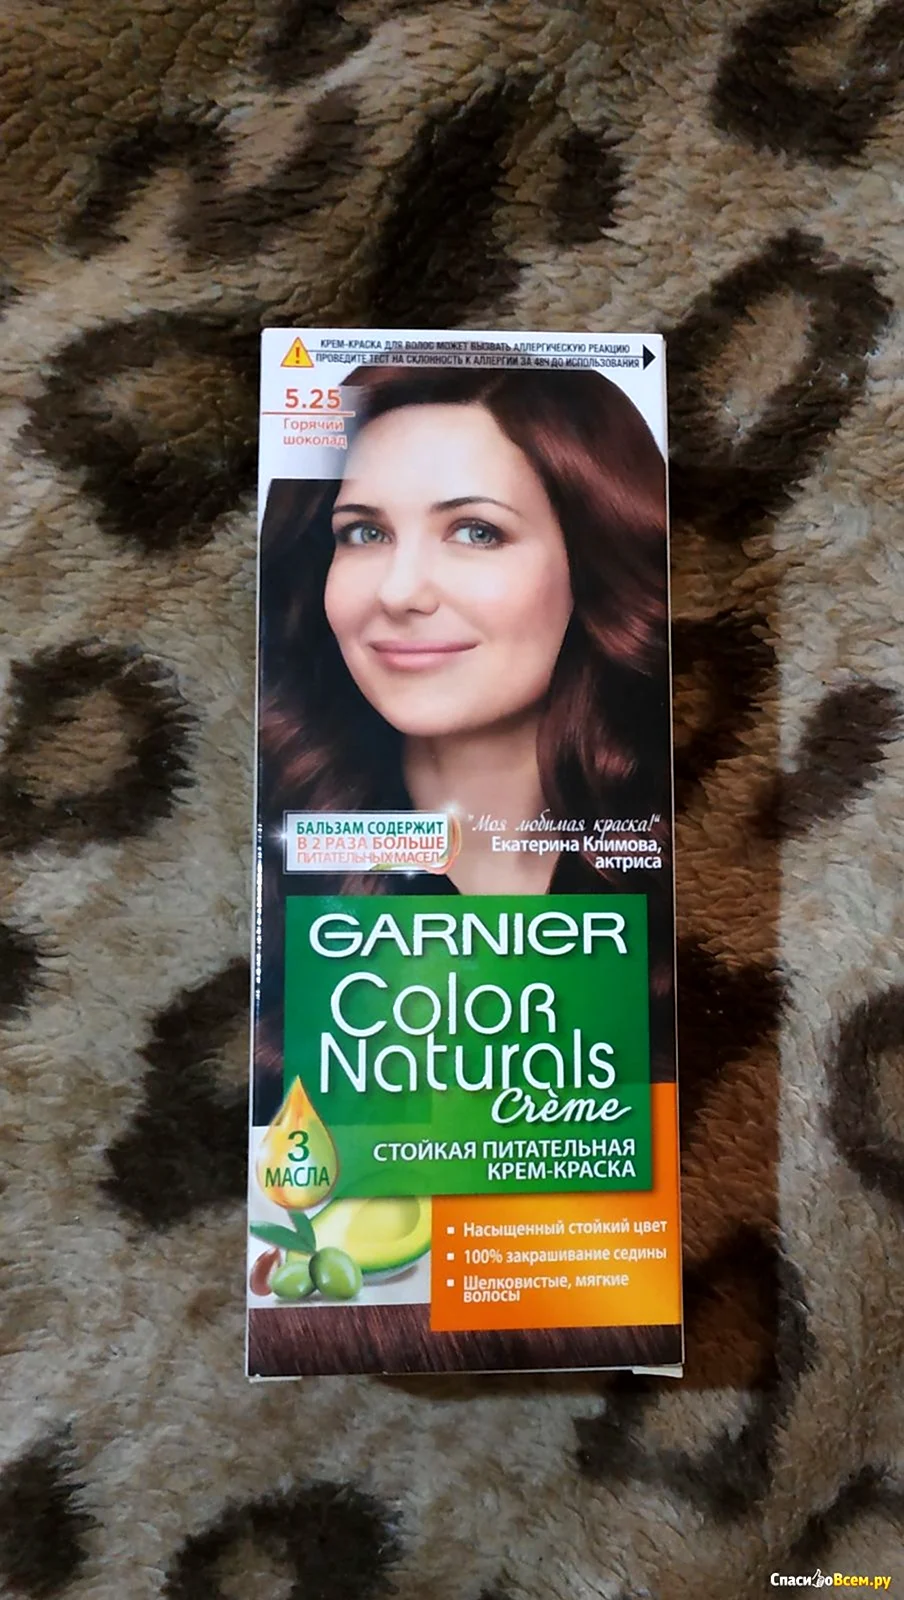 КРЕМ-КРАСКА ДЛЯ ВОЛОС МОЖЕТ ВЫЗВАТЬ АЛЛЕРГИЧЕСКУЮ РЕАКЦИЮ
ПРОВЕДИТЕ ТЕСТ НА СКЛОННОСТЬ К АЛЛЕРГИИ ЗА 48Ч ДО ИСПОЛЬЗОВАНИЯ
5.25
Горячий
шоколад
БАЛЬЗАМ СОДЕРЖИТ
В 2 РАЗА БОЛЬШЕ
ПИТАТЕЛЬНЫХ МАСЕЛ
"Моя любимая краска!"
Екатерина Климова,
актриса
GARNIER
Color
Naturals
Crème
СТОЙКАЯ ПИТАТЕЛЬНАЯ
КРЕМ-КРАСКА
3
МАСЛА
Насыщенный стойкий цвет
100% закрашивание седины
Шелковистые, мягкие
волосы
СпасибоВсем.ру